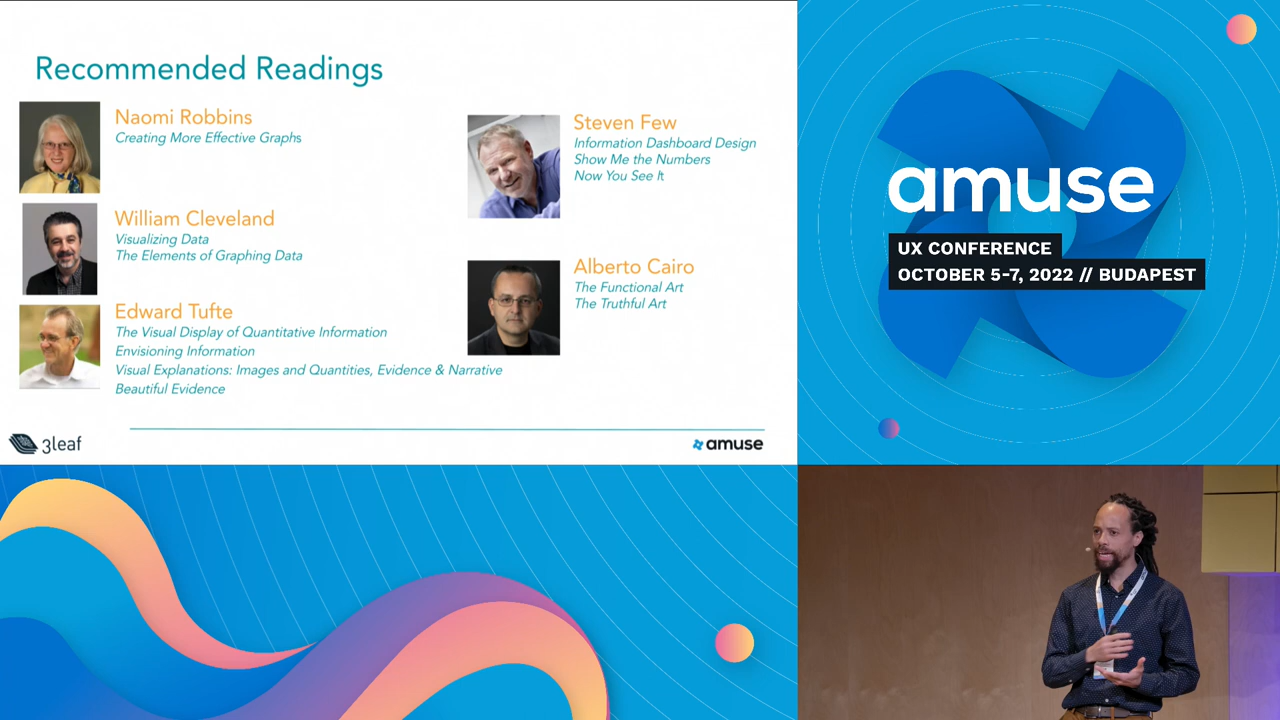 Recommended Readings
Naomi Robbins
Creating More Effective Graphs
William Cleveland
Visualizing Data
The Elements of Graphing Data
Edward Tufte
The Visual Display of Quantitative Information
Envisioning Information
Visual Explanations: Images and Quantities, Evidence & Narrative
Beautiful Evidence
Steven Few
Information Dashboard Design
Show Me the Numbers
Now You See It
Alberto Cairo
The Functional Art
The Truthful Art
3leaf
amuse
amuse
UX CONFERENCE
OCTOBER 5-7, 2022 // BUDAPEST